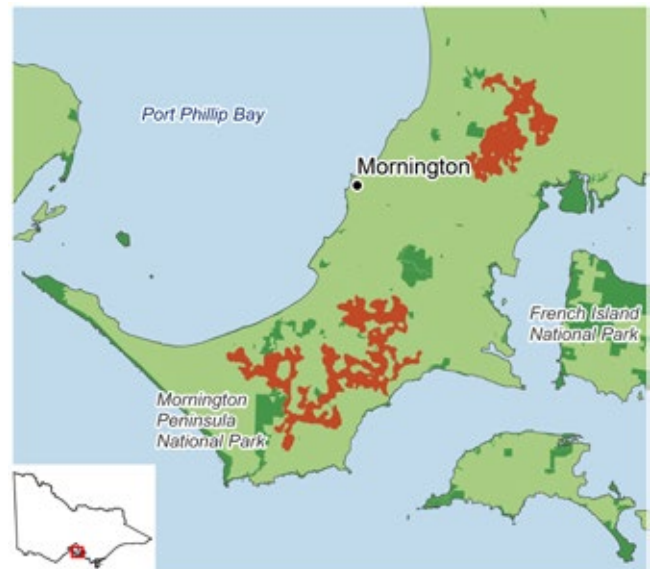 Port Phillip Bay
Mornington
French Island
National Park
Mornington
Peninsula
National Park